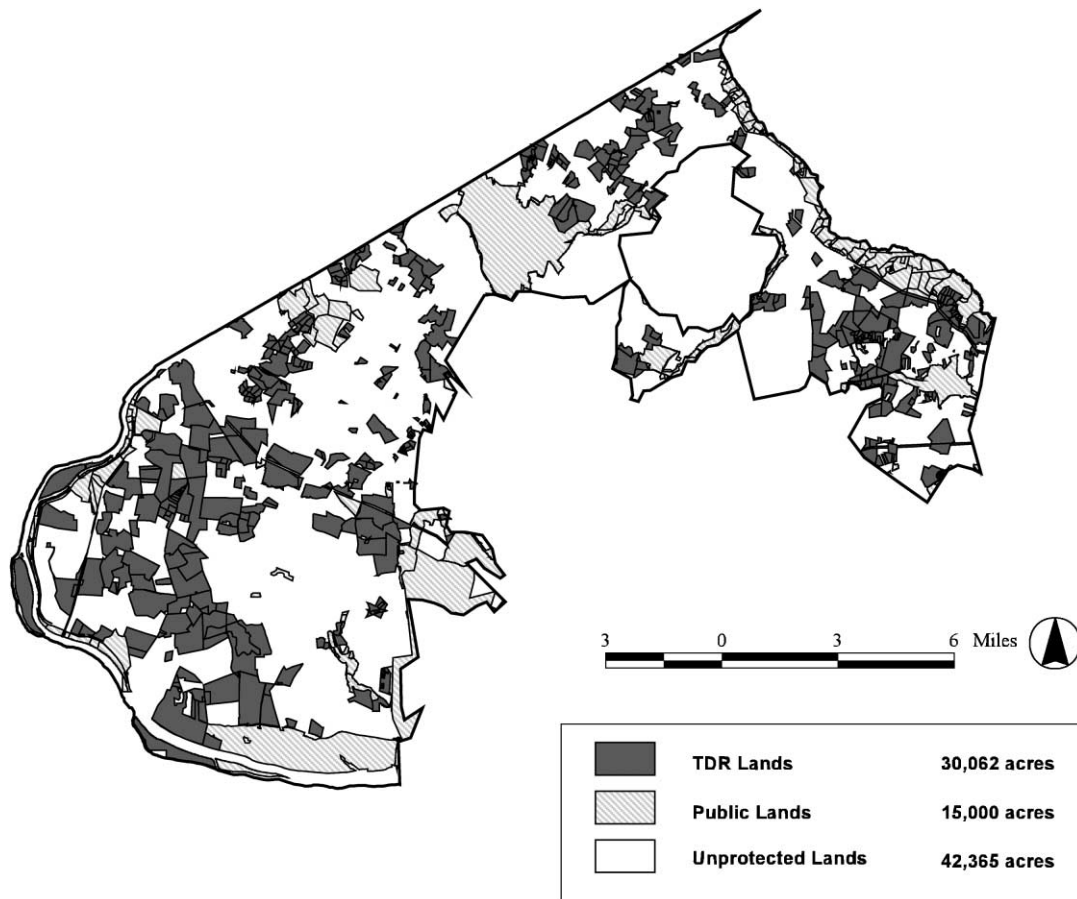 3 0 3 6 Miles
TDR Lands 30,062 acres
Public Lands 15,000 acres
Unprotected Lands 42,365 acres